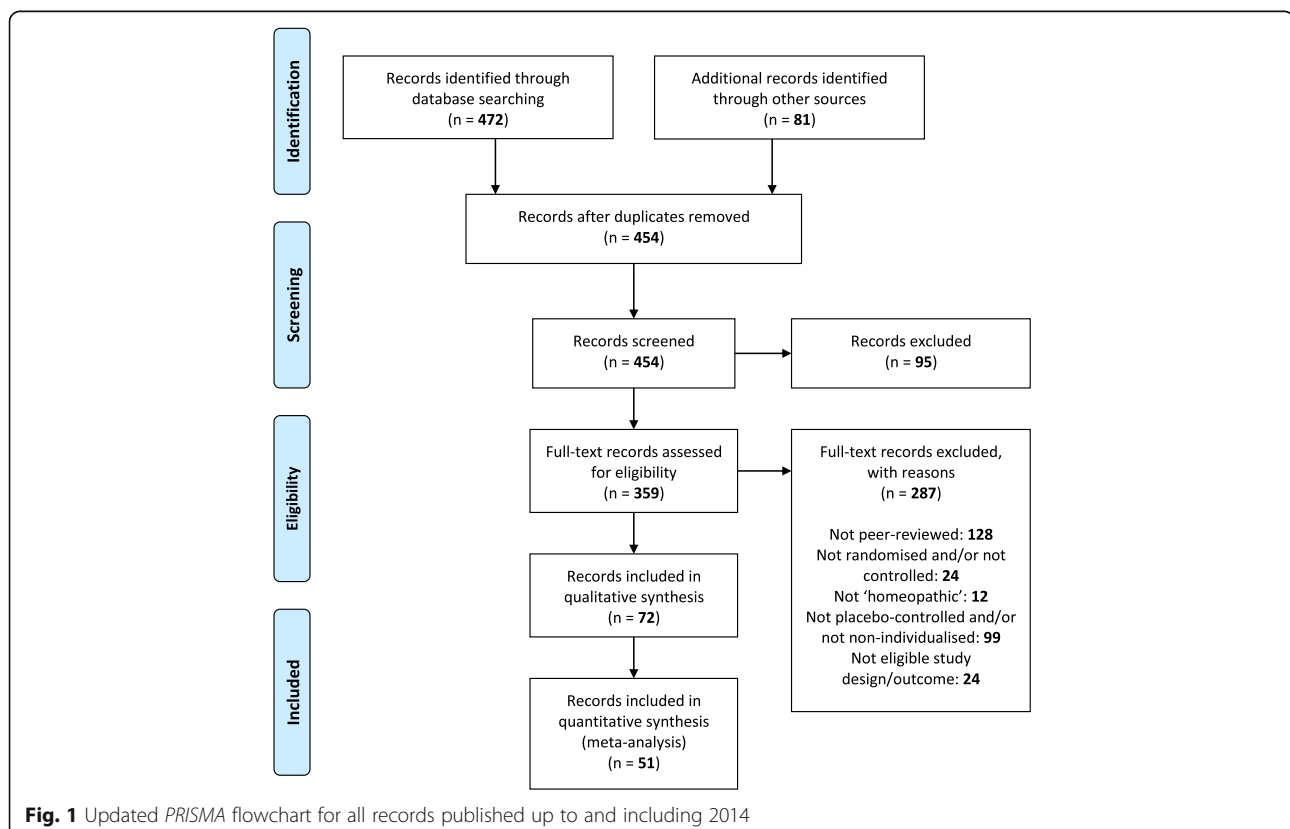 Identification
Records identified through
database searching
(n = 472)
Additional records identified
through other sources
(n = 81)
Records after duplicates removed
(n = 454)
Screening
Records screened
(n = 454)
Records excluded
(n = 95)
Eligibility
Full-text records assessed
for eligibility
(n = 359)
Full-text records excluded,
with reasons
(n = 287)
Not peer-reviewed: 128
Not randomised and/or not
controlled: 24
Not ‘homeopathic’: 12
Not placebo-controlled and/or
not non-individualised: 99
Not eligible study
design/outcome: 24
Records included in
qualitative synthesis
(n = 72)
Included
Records included in
quantitative synthesis
(meta-analysis)
(n = 51)
Fig. 1 Updated PRISMA flowchart for all records published up to and including 2014